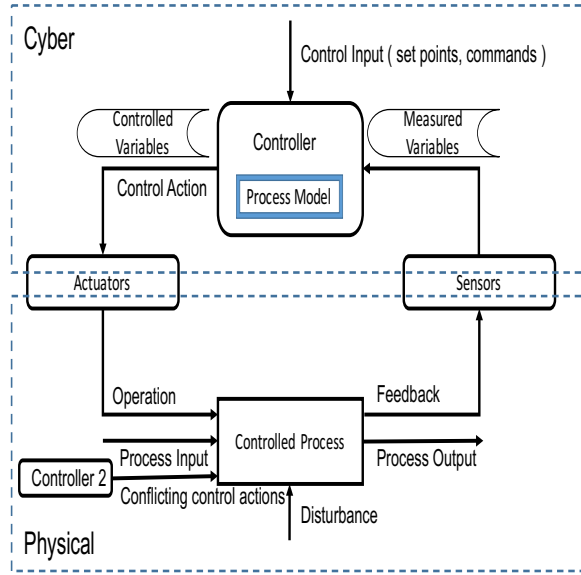 Cyber
Control Input ( set points, commands )
Controlled
Variables
Controller
Measured
Variables
Control Action
Process Model
Actuators
Sensors
Operation
Feedback
Controlled Process
Process Input
Process Output
Controller 2
Conflicting control actions
Disturbance
Physical